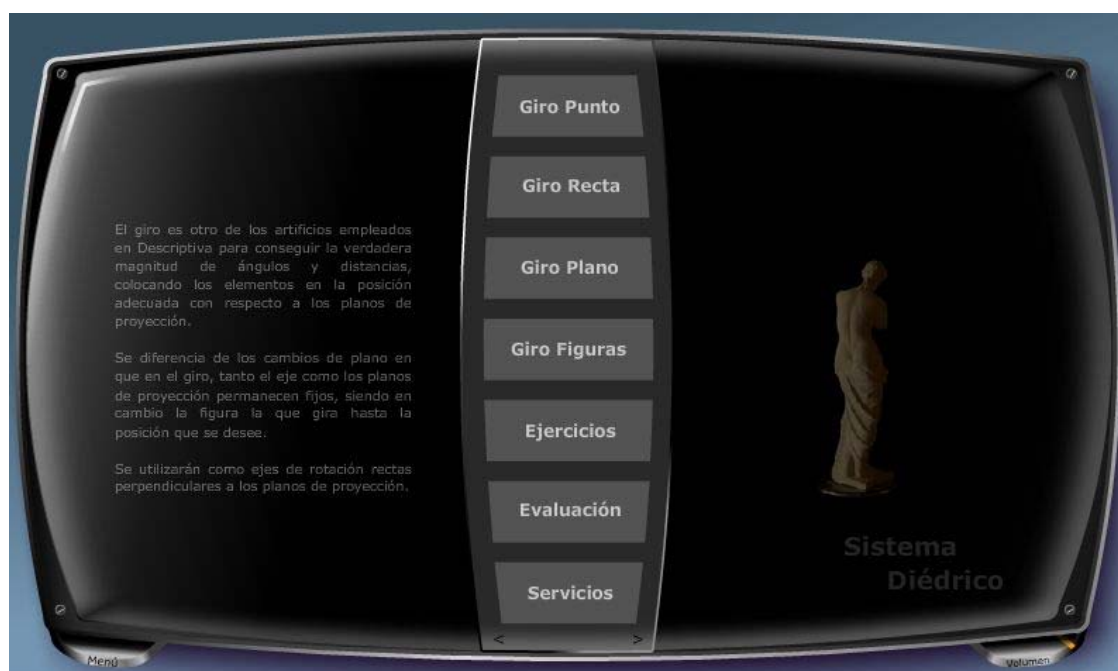 El giro es otro de los artificios empleados
en Descriptiva para conseguir la verdadera
magnitud de ángulos y distancias,
colocando los elementos en la posición
adecuada con respecto a los planos de
proyección.
Se diferencia de los cambios de plano en
que en el giro, tanto el eje como los planos
de proyección permanecen fijos, siendo en
cambio la figura la que gira hasta la
posición que se desee.
Se utilizarán como ejes de rotación rectas
perpendiculares a los planos de proyección.
Giro Punto
Giro Recta
Giro Plano
Giro Figuras
Ejercicios
Evaluación
Servicios
< >
Sistema
Diédrico
Menú
Volumen